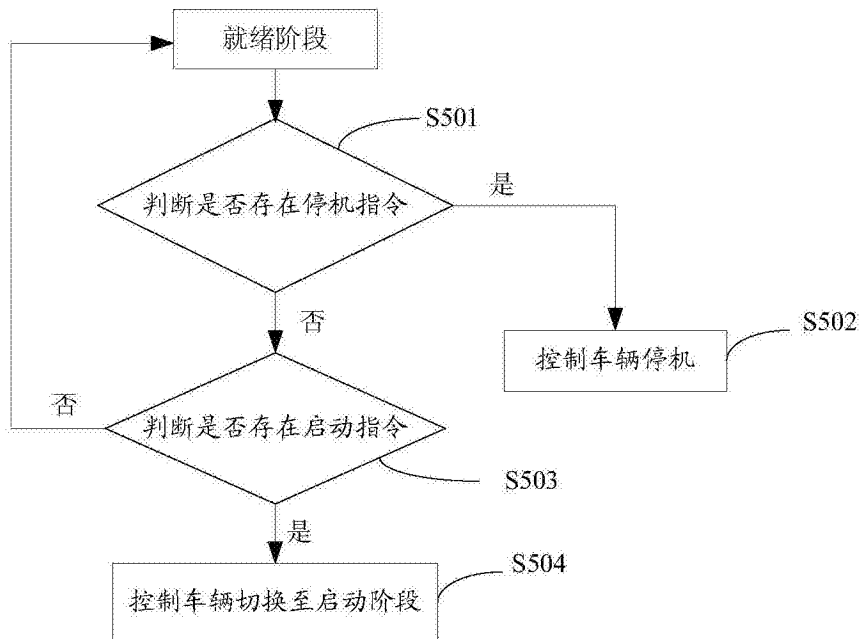 就绪阶段
S501
判断是否存在停机指令
是
否
S502
控制车辆停机
否
判断是否存在启动指令
S503
是
S504
控制车辆切换至启动阶段